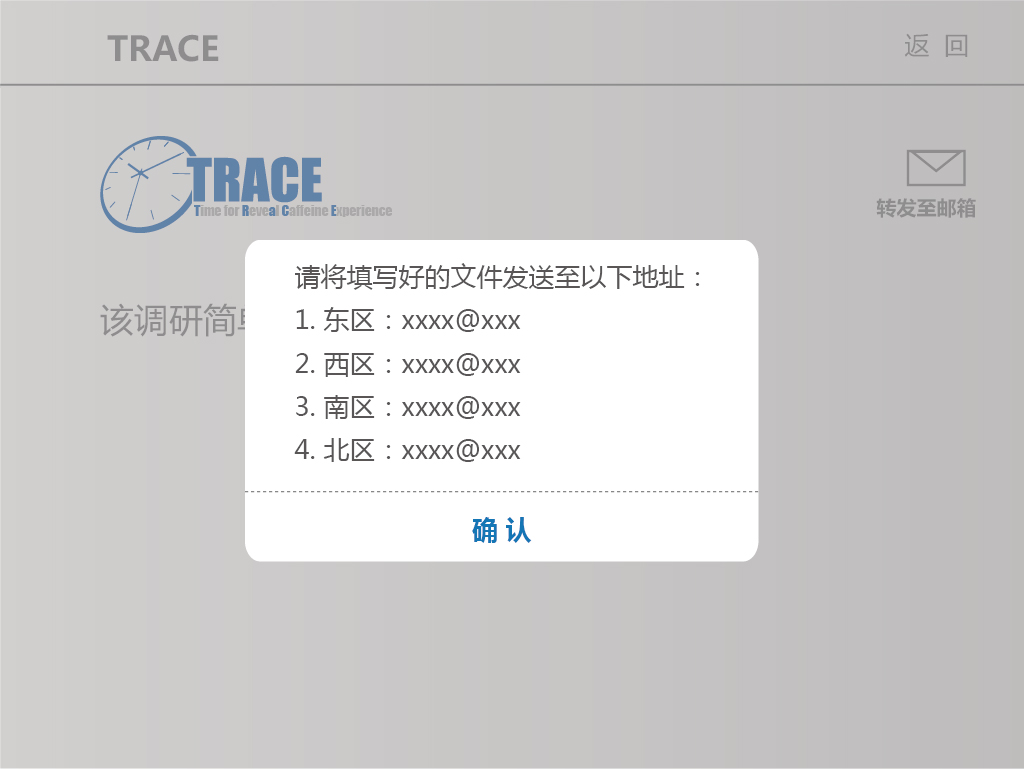 TRACE
返 回
TRACE
Time for Reveal Caffeine Experience
转发至邮箱
该调研简
请将填写好的文件发送至以下地址：
1. 东区：xxxx@xxx
2. 西区：xxxx@xxx
3. 南区：xxxx@xxx
4. 北区：xxxx@xxx
确 认